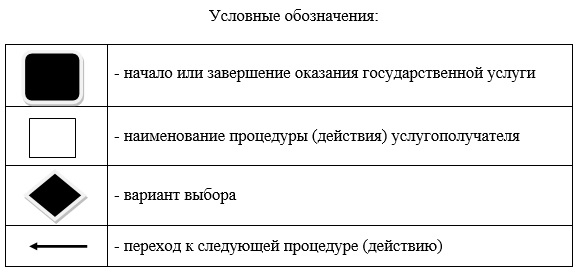 Условные обозначения:
- начало или завершение оказания государственной услуги
- наименование процедуры (действия) услугополучателя
- вариант выбора
- переход к следующей процедуре (действию)